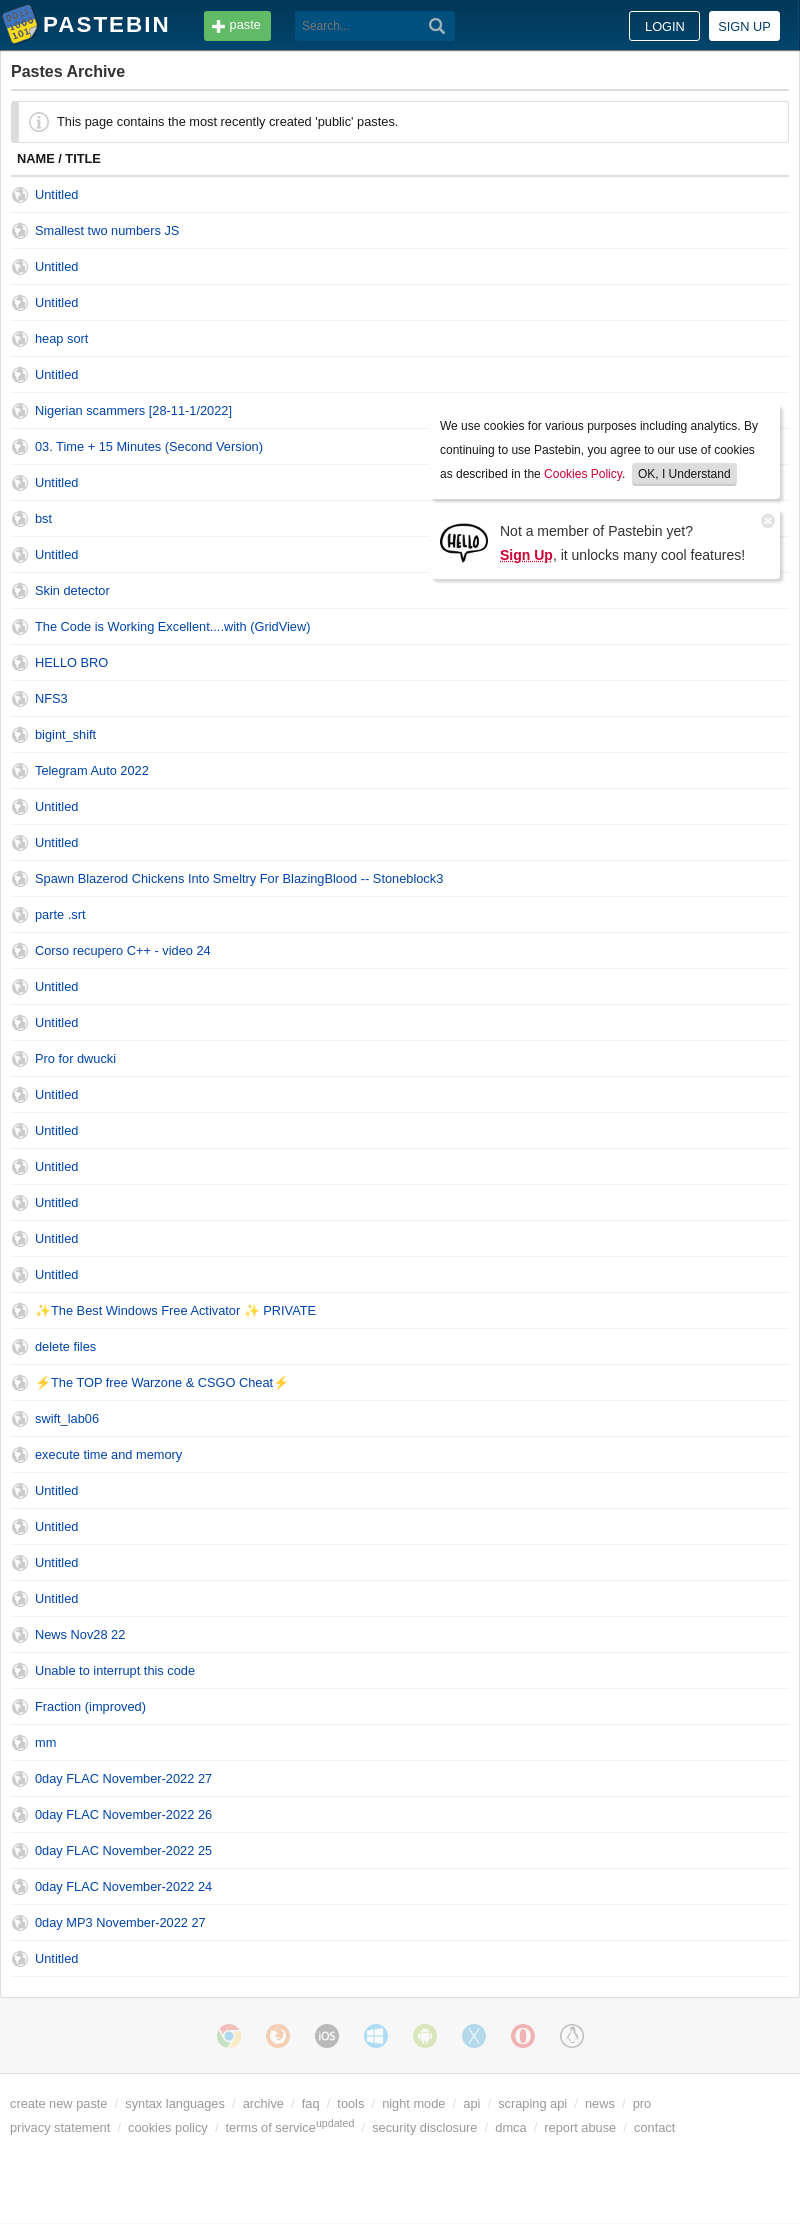 PASTEBIN
paste
Search...
LOGIN
SIGN UP
Pastes Archive
This page contains the most recently created 'public' pastes.
NAME / TITLE
Untitled
Smallest two numbers JS
Untitled
Untitled
heap sort
Untitled
Nigerian scammers [28-11-1/2022]
03. Time + 15 Minutes (Second Version)
Untitled
bst
Untitled
We use cookies for various purposes including analytics. By
continuing to use Pastebin, you agree to our use of cookies
as described in the Cookies Policy. OK, I Understand
HELLO
Not a member of Pastebin yet?
Sign Up, it unlocks many cool features!
Skin detector
The Code is Working Excellent....with (GridView)
HELLO BRO
NFS3
bigint_shift
Telegram Auto 2022
Untitled
Untitled
Spawn Blazerod Chickens Into Smeltry For BlazingBlood -- Stoneblock3
parte .srt
Corso recupero C++ - video 24
Untitled
Untitled
Pro for dwucki
Untitled
Untitled
Untitled
Untitled
Untitled
Untitled
✨The Best Windows Free Activator ✨ PRIVATE
delete files
⚡The TOP free Warzone & CSGO Cheat⚡
swift_lab06
execute time and memory
Untitled
Untitled
Untitled
Untitled
News Nov28 22
Unable to interrupt this code
Fraction (improved)
mm
0day FLAC November-2022 27
0day FLAC November-2022 26
0day FLAC November-2022 25
0day FLAC November-2022 24
0day MP3 November-2022 27
Untitled
iOS
create new paste / syntax languages / archive / faq / tools / night mode / api / scraping api / news / pro
privacy statement / cookies policy / terms of service updated / security disclosure / dmca / report abuse / contact